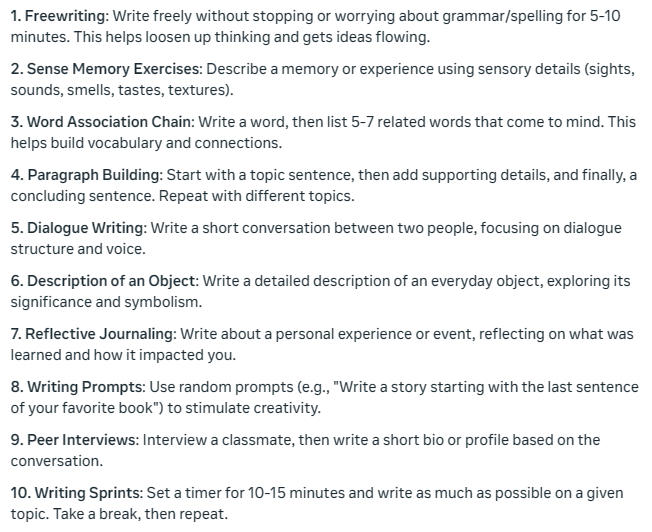 1. Freewriting: Write freely without stopping or worrying about grammar/spelling for 5-10
minutes. This helps loosen up thinking and gets ideas flowing.
2. Sense Memory Exercises: Describe a memory or experience using sensory details (sights,
sounds, smells, tastes, textures).
3. Word Association Chain: Write a word, then list 5-7 related words that come to mind. This
helps build vocabulary and connections.
4. Paragraph Building: Start with a topic sentence, then add supporting details, and finally, a
concluding sentence. Repeat with different topics.
5. Dialogue Writing: Write a short conversation between two people, focusing on dialogue
structure and voice.
6. Description of an Object: Write a detailed description of an everyday object, exploring its
significance and symbolism.
7. Reflective Journaling: Write about a personal experience or event, reflecting on what was
learned and how it impacted you.
8. Writing Prompts: Use random prompts (e.g., "Write a story starting with the last sentence
of your favorite book") to stimulate creativity.
9. Peer Interviews: Interview a classmate, then write a short bio or profile based on the
conversation.
10. Writing Sprints: Set a timer for 10-15 minutes and write as much as possible on a given
topic. Take a break, then repeat.